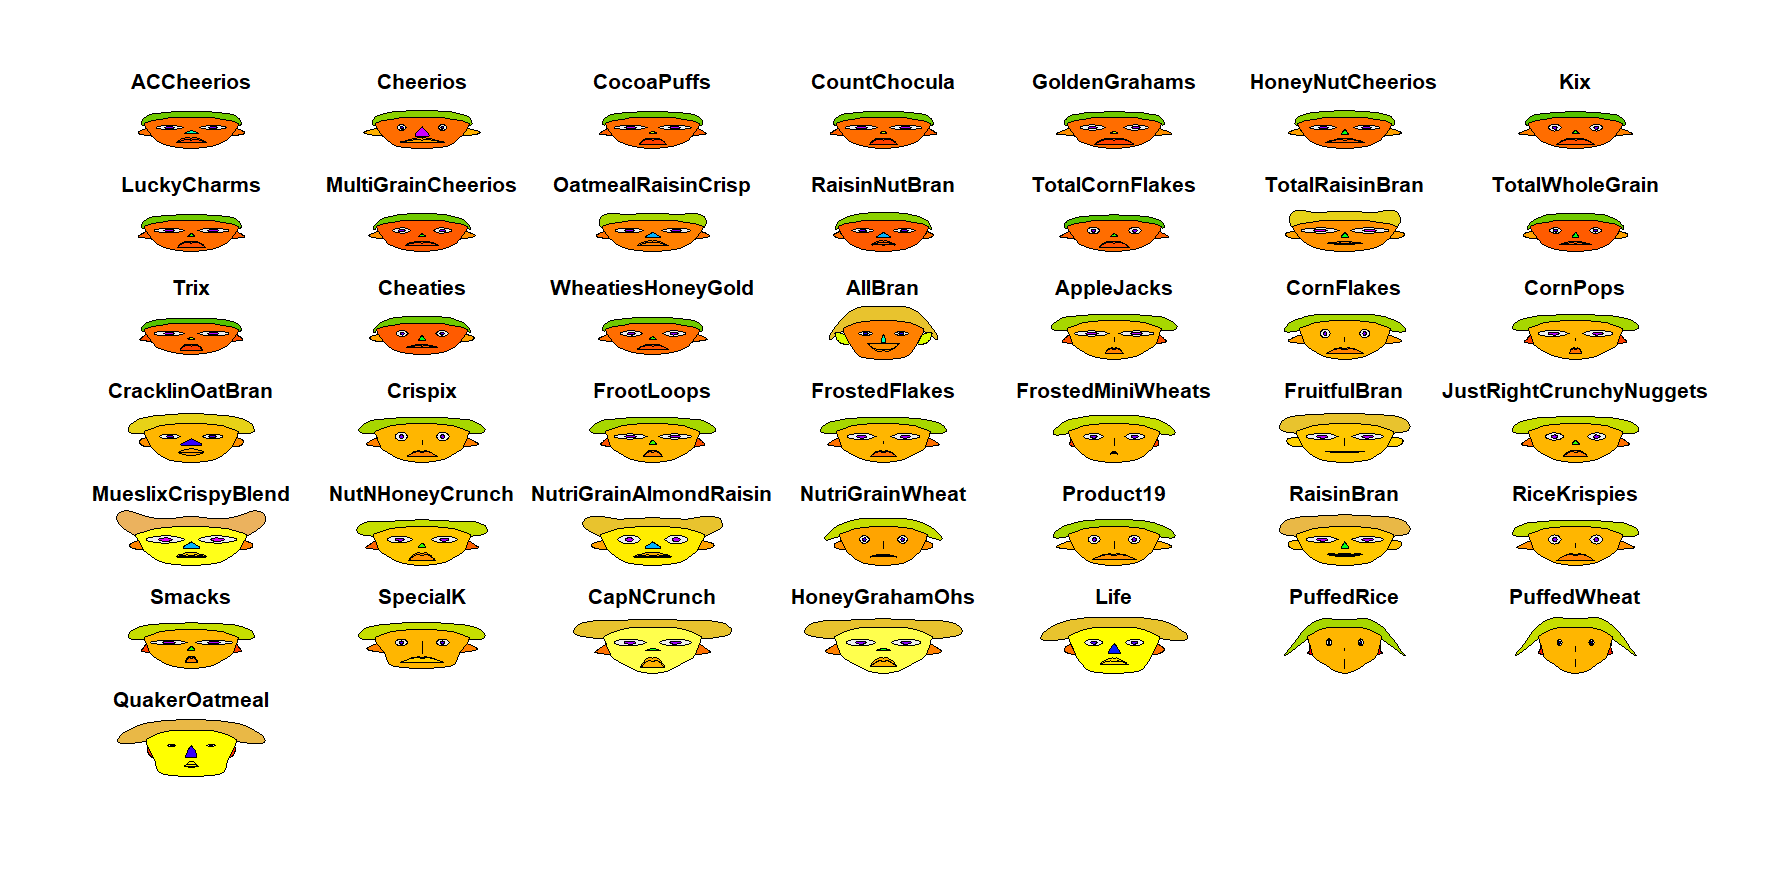 ACCheerios Cheerios CocoaPuffs CountChocula GoldenGrahams HoneyNutCheerios Kix
LuckyCharms MultiGrainCheerios OatmealRaisinCrisp RaisinNutBran TotalCornFlakes TotalRaisinBran TotalWholeGrain
Trix Cheaties WheatiesHoneyGold AllBran AppleJacks CornFlakes CornPops
CracklinOatBran Crispix FrootLoops FrostedFlakes FrostedMiniWheats FruitfulBran JustRightCrunchyNuggets
MueslixCrispyBlend NutNHoneyCrunch NutriGrainAlmondRaisin NutriGrainWheat Product19 RaisinBran RiceKrispies
Smacks SpecialK CapNCrunch HoneyGrahamOhs Life PuffedRice PuffedWheat
QuakerOatmeal